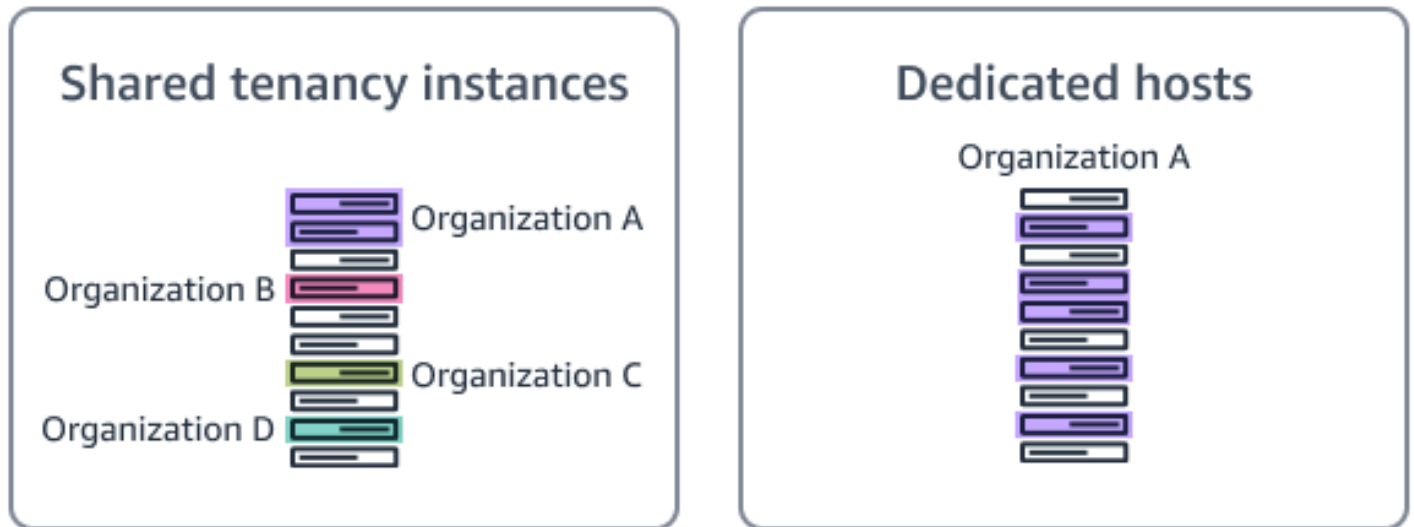 Shared tenancy instances
Organization A
Organization B
Organization C
Organization D
Dedicated hosts
Organization A